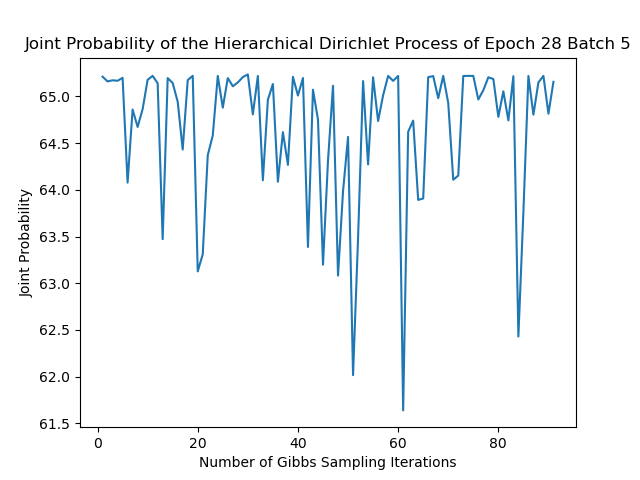 Joint Probability of the Hierarchical Dirichlet Process of Epoch 28 Batch 5
Joint Probability
65.0
64.5
64.0
63.5
63.0
62.5
62.0
61.5
0 20 40 60 80
Number of Gibbs Sampling Iterations